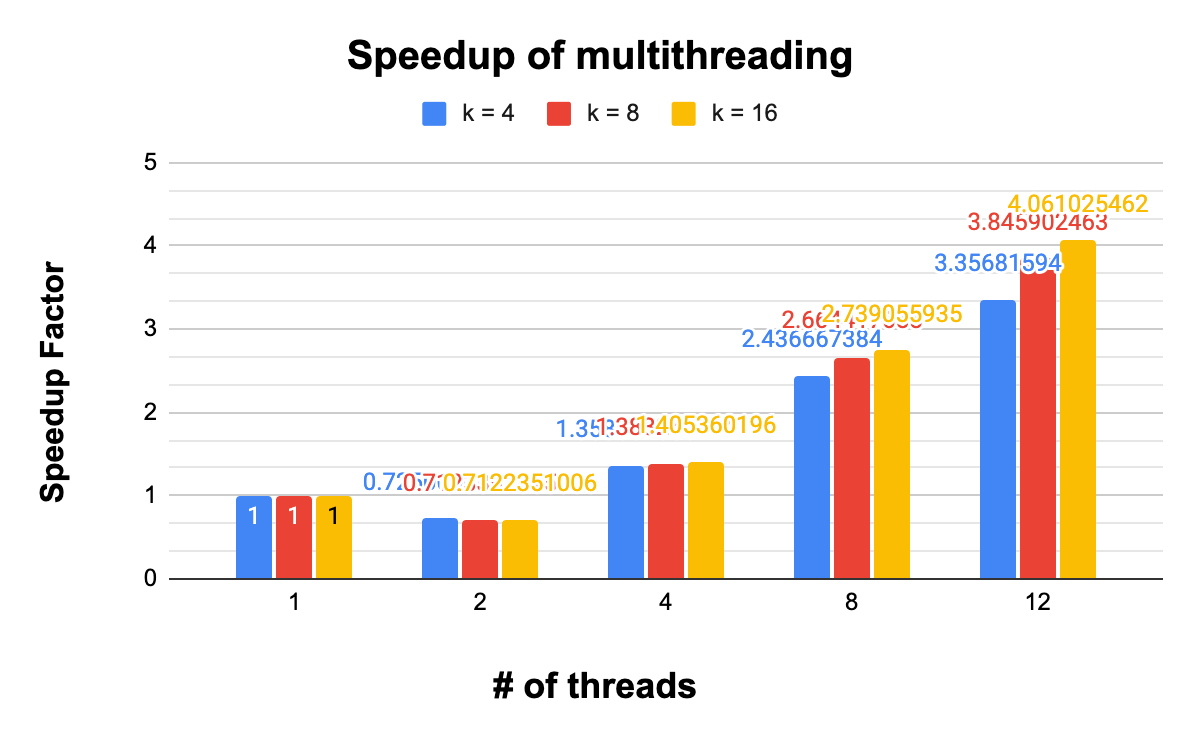 Speedup of multithreading
k = 4 k = 8 k = 16
Speedup Factor
5
4
3
2
1
0
4.061025462
3.845902463
3.35681594
2.739055935
2.436667384
1.405360196
0.7122351006
1 1 1
1 2 4 8 12
# of threads